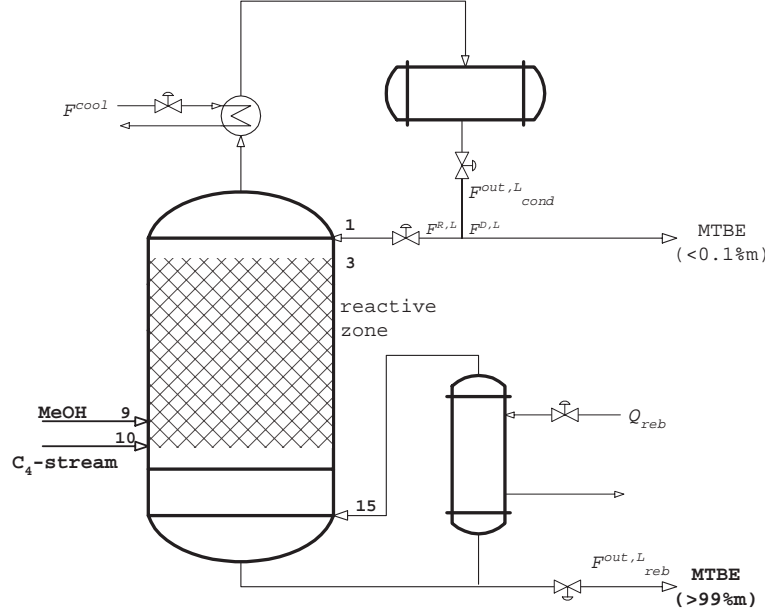 F^cool
F^out,L_cond
1
F^R,L F^D,L
MTBE
(<0.1%m)
3
reactive
zone
MeOH 9
10
C₄-stream
Q_reb
15
F^out,L_reb
MTBE
(>99%m)